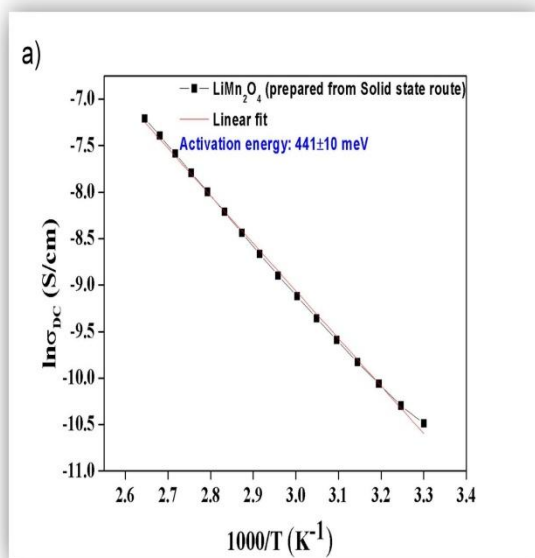 a)
LiMn₂O₄ (prepared from Solid state route)
Linear fit
Activation energy: 441±10 meV
-7.0
-7.5
-8.0
-8.5
-9.0
-9.5
-10.0
-10.5
-11.0
lnσDC (S/cm)
2.6 2.7 2.8 2.9 3.0 3.1 3.2 3.3 3.4
1000/T (K⁻¹)